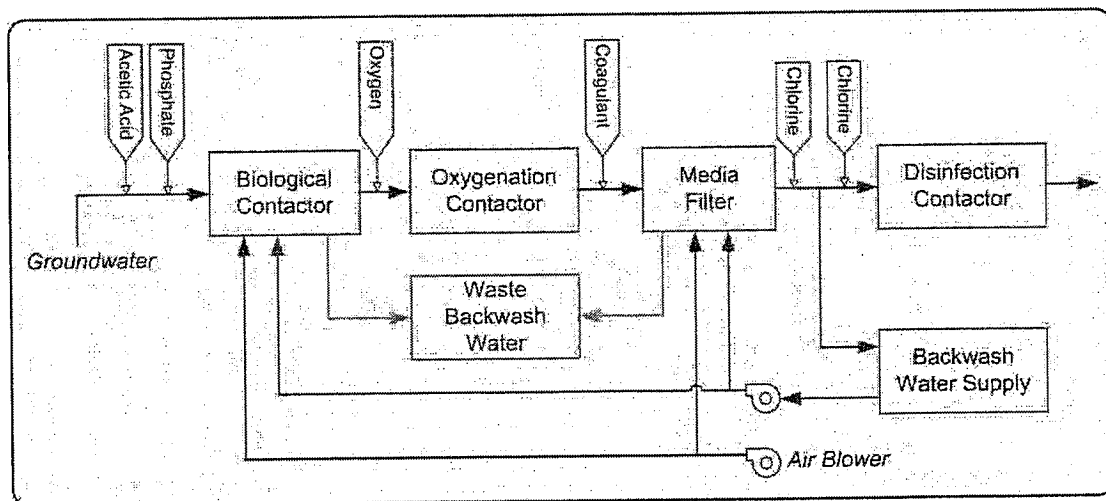 Acetic Acid
Phosphate
Oxygen
Coagulant
Chlorine
Chlorine
Biological
Contactor
Oxygenation
Contactor
Media
Filter
Disinfection
Contactor
Groundwater
Waste
Backwash
Water
Backwash
Water Supply
Air Blower